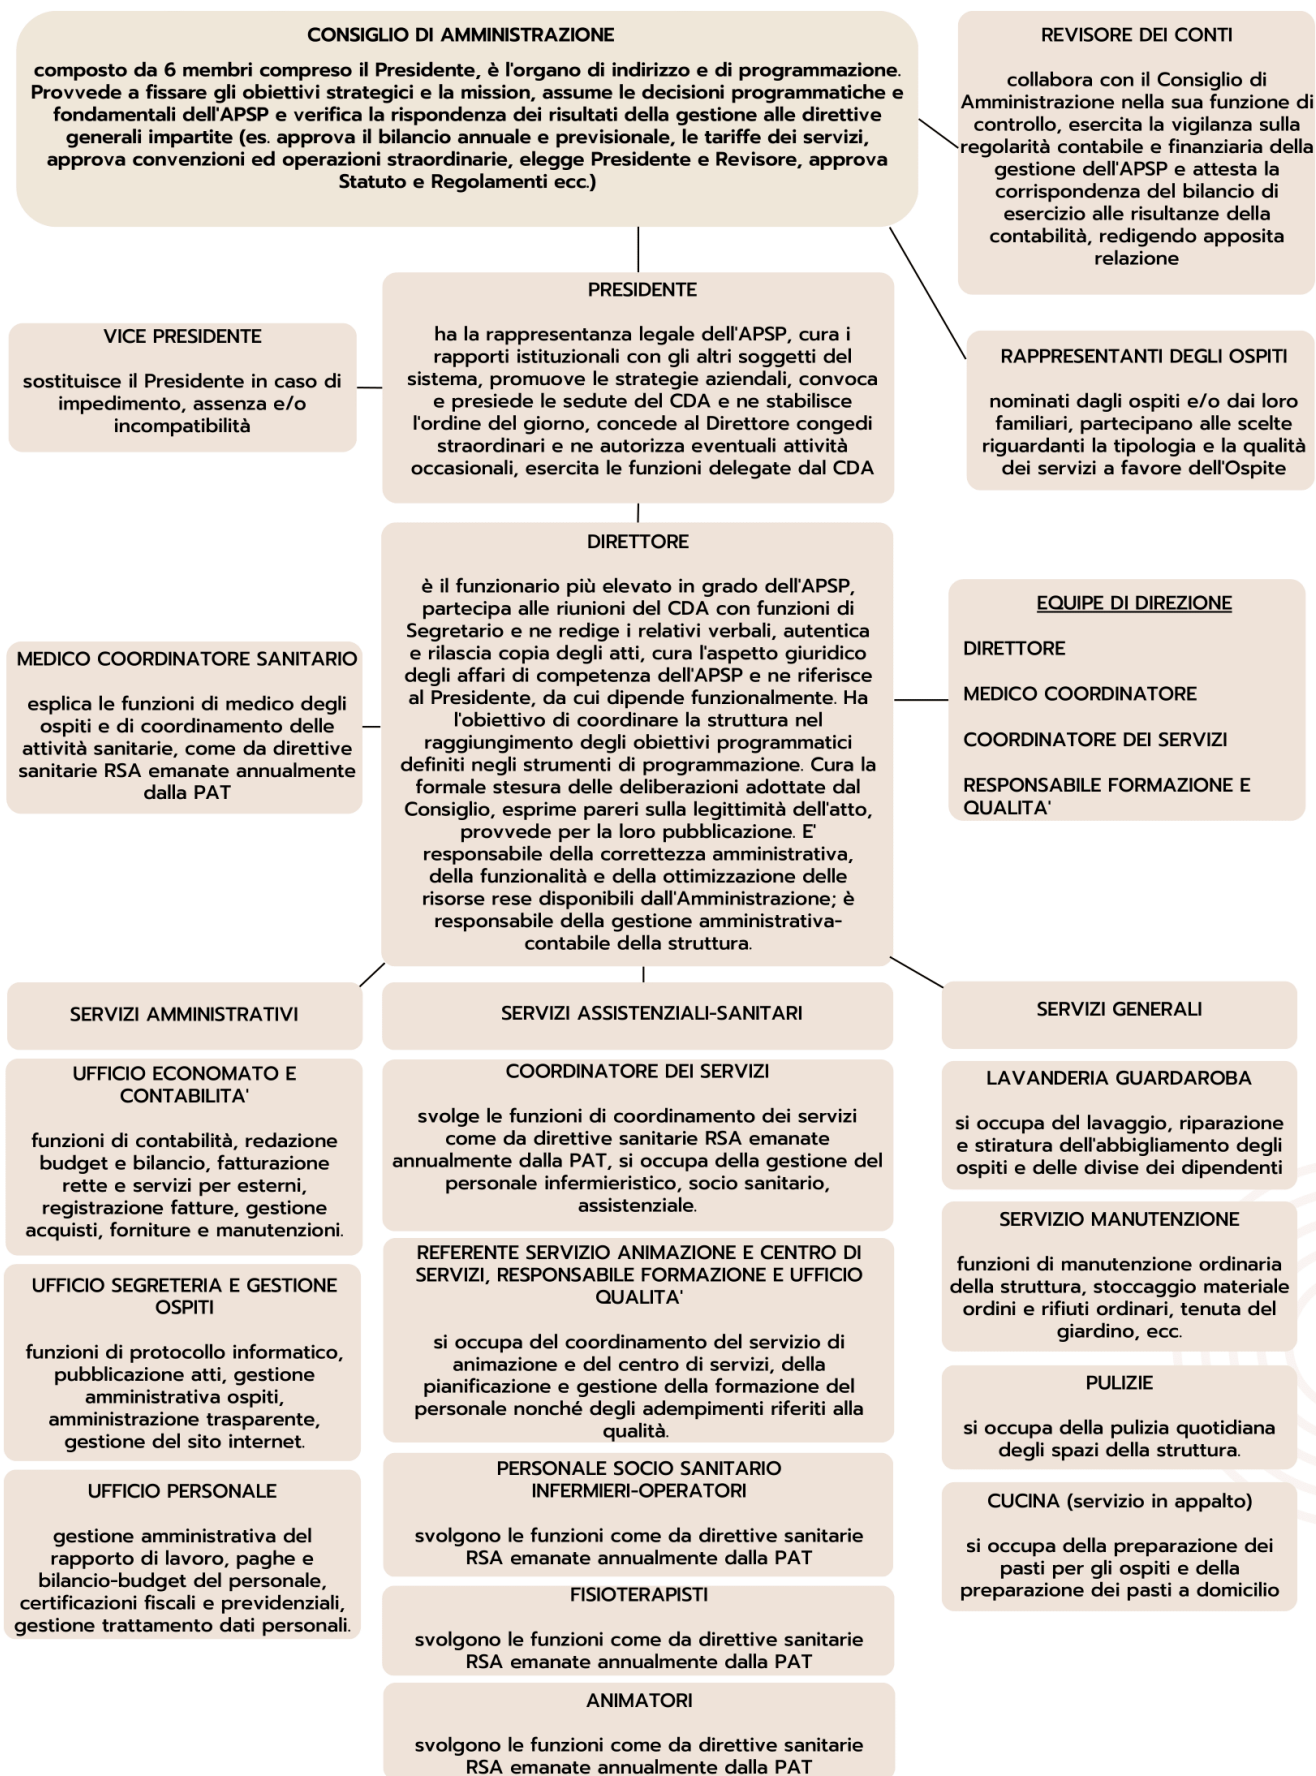 CONSIGLIO DI AMMINISTRAZIONE
composto da 6 membri compreso il Presidente, è l'organo di indirizzo e di programmazione.
Provvede a fissare gli obiettivi strategici e la mission, assume le decisioni programmatiche e
fondamentali dell'APSP e verifica la rispondenza dei risultati della gestione alle direttive
generali impartite (es. approva il bilancio annuale e previsionale, le tariffe dei servizi,
approva convenzioni ed operazioni straordinarie, elegge Presidente e Revisore, approva
Statuto e Regolamenti ecc.)
REVISORE DEI CONTI
collabora con il Consiglio di
Amministrazione nella sua funzione di
controllo, esercita la vigilanza sulla
regolarità contabile e finanziaria della
gestione dell'APSP e attesta la
corrispondenza del bilancio di
esercizio alle risultanze della
contabilità, redigendo apposita
relazione
PRESIDENTE
ha la rappresentanza legale dell'APSP, cura i
rapporti istituzionali con gli altri soggetti del
sistema, promuove le strategie aziendali, convoca
e presiede le sedute del CDA e ne stabilisce
l'ordine del giorno, concede al Direttore congedi
straordinari e ne autorizza eventuali attività
occasionali, esercita le funzioni delegate dal CDA
VICE PRESIDENTE
sostituisce il Presidente in caso di
impedimento, assenza e/o
incompatibilità
RAPPRESENTANTI DEGLI OSPITI
nominati dagli ospiti e/o dai loro
familiari, partecipano alle scelte
riguardanti la tipologia e la qualità
dei servizi a favore dell'Ospite
DIRETTORE
è il funzionario più elevato in grado dell'APSP,
partecipa alle riunioni del CDA con funzioni di
Segretario e ne redige i relativi verbali, autentica
e rilascia copia degli atti, cura l'aspetto giuridico
degli affari di competenza dell'APSP e ne riferisce
al Presidente, da cui dipende funzionalmente. Ha
l'obiettivo di coordinare la struttura nel
raggiungimento degli obiettivi programmatici
definiti negli strumenti di programmazione. Cura la
formale stesura delle deliberazioni adottate dal
Consiglio, esprime pareri sulla legittimità dell'atto,
provvede per la loro pubblicazione. E'
responsabile della correttezza amministrativa,
della funzionalità e della ottimizzazione delle
risorse rese disponibili dall'Amministrazione; è
responsabile della gestione amministrativa-
contabile della struttura.
MEDICO COORDINATORE SANITARIO
esplica le funzioni di medico degli
ospiti e di coordinamento delle
attività sanitarie, come da direttive
sanitarie RSA emanate annualmente
dalla PAT
EQUIPE DI DIREZIONE
DIRETTORE
MEDICO COORDINATORE
COORDINATORE DEI SERVIZI
RESPONSABILE FORMAZIONE E
QUALITA'
SERVIZI AMMINISTRATIVI
UFFICIO ECONOMATO E
CONTABILITA'
funzioni di contabilità, redazione
budget e bilancio, fatturazione
rette e servizi per esterni,
registrazione fatture, gestione
acquisti, forniture e manutenzioni.
UFFICIO SEGRETERIA E GESTIONE
OSPITI
funzioni di protocollo informatico,
pubblicazione atti, gestione
amministrativa ospiti,
amministrazione trasparente,
gestione del sito internet.
UFFICIO PERSONALE
gestione amministrativa del
rapporto di lavoro, paghe e
bilancio-budget del personale,
certificazioni fiscali e previdenziali,
gestione trattamento dati personali.
SERVIZI ASSISTENZIALI-SANITARI
COORDINATORE DEI SERVIZI
svolge le funzioni di coordinamento dei servizi
come da direttive sanitarie RSA emanate
annualmente dalla PAT, si occupa della gestione del
personale infermieristico, socio sanitario,
assistenziale.
REFERENTE SERVIZIO ANIMAZIONE E CENTRO DI
SERVIZI, RESPONSABILE FORMAZIONE E UFFICIO
QUALITA'
si occupa del coordinamento del servizio di
animazione e del centro di servizi, della
pianificazione e gestione della formazione del
personale nonché degli adempimenti riferiti alla
qualità.
PERSONALE SOCIO SANITARIO
INFERMIERI-OPERATORI
svolgono le funzioni come da direttive sanitarie
RSA emanate annualmente dalla PAT
FISIOTERAPISTI
svolgono le funzioni come da direttive sanitarie
RSA emanate annualmente dalla PAT
ANIMATORI
svolgono le funzioni come da direttive sanitarie
RSA emanate annualmente dalla PAT
SERVIZI GENERALI
LAVANDERIA GUARDAROBA
si occupa del lavaggio, riparazione
e stiratura dell'abbigliamento degli
ospiti e delle divise dei dipendenti
SERVIZIO MANUTENZIONE
funzioni di manutenzione ordinaria
della struttura, stoccaggio materiale
ordini e rifiuti ordinari, tenuta del
giardino, ecc.
PULIZIE
si occupa della pulizia quotidiana
degli spazi della struttura.
CUCINA (servizio in appalto)
si occupa della preparazione dei
pasti per gli ospiti e della
preparazione dei pasti a domicilio